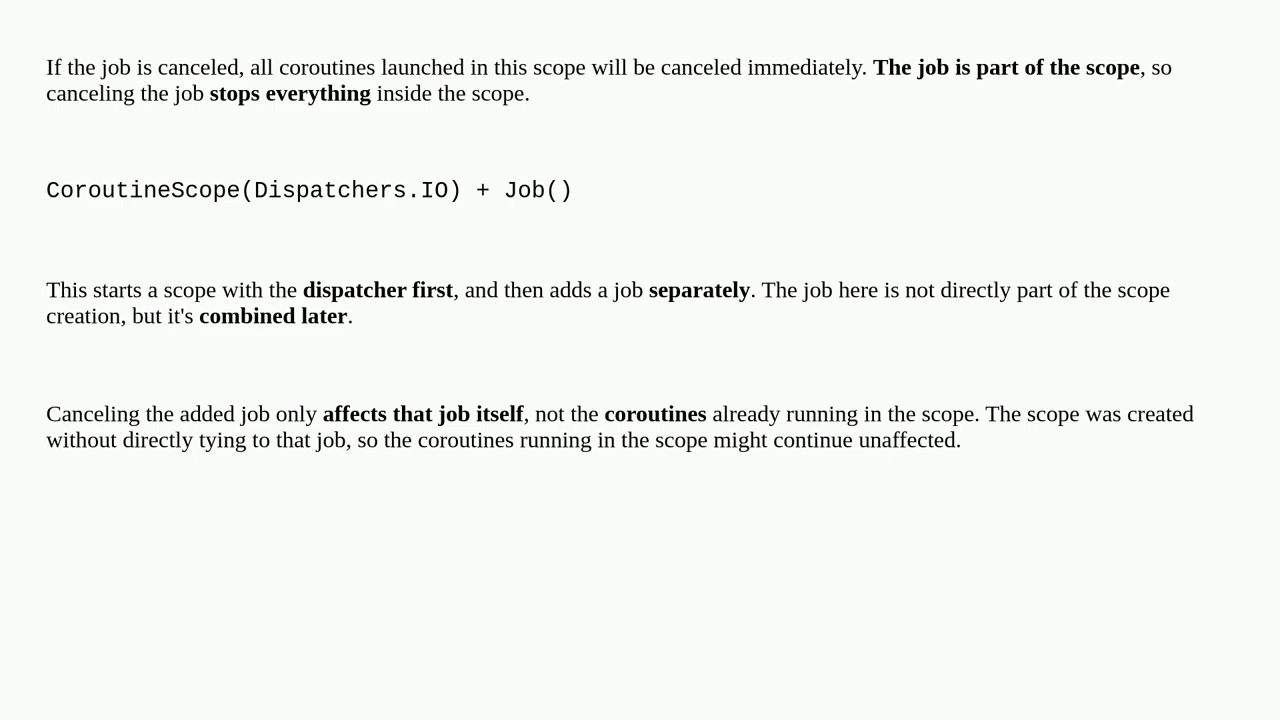 If the job is canceled, all coroutines launched in this scope will be canceled immediately. The job is part of the scope, so
canceling the job stops everything inside the scope.
CoroutineScope(Dispatchers.IO) + Job()
This starts a scope with the dispatcher first, and then adds a job separately. The job here is not directly part of the scope
creation, but it's combined later.
Canceling the added job only affects that job itself, not the coroutines already running in the scope. The scope was created
without directly tying to that job, so the coroutines running in the scope might continue unaffected.